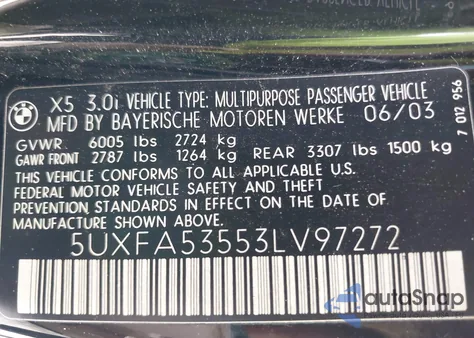 X5 3.0i VEHICLE TYPE: MULTIPURPOSE PASSENGER VEHICLE
MFD BY BAYERISCHE MOTOREN WERKE 06/03
GVWR. 6005 lbs 2724 kg
GAWR FRONT 2787 lbs 1264 kg REAR 3307 lbs 1500 kg
THIS VEHICLE CONFORMS TO ALL APPLICABLE
FEDERAL MOTOR VEHICLE SAFETY AND THEFT
PREVENTION STANDARDS IN EFFECT ON THE DATE OF
MANUFACTURE SHOWN ABOVE.
5UXFA53553LV97272
7 017 956
autoSnap